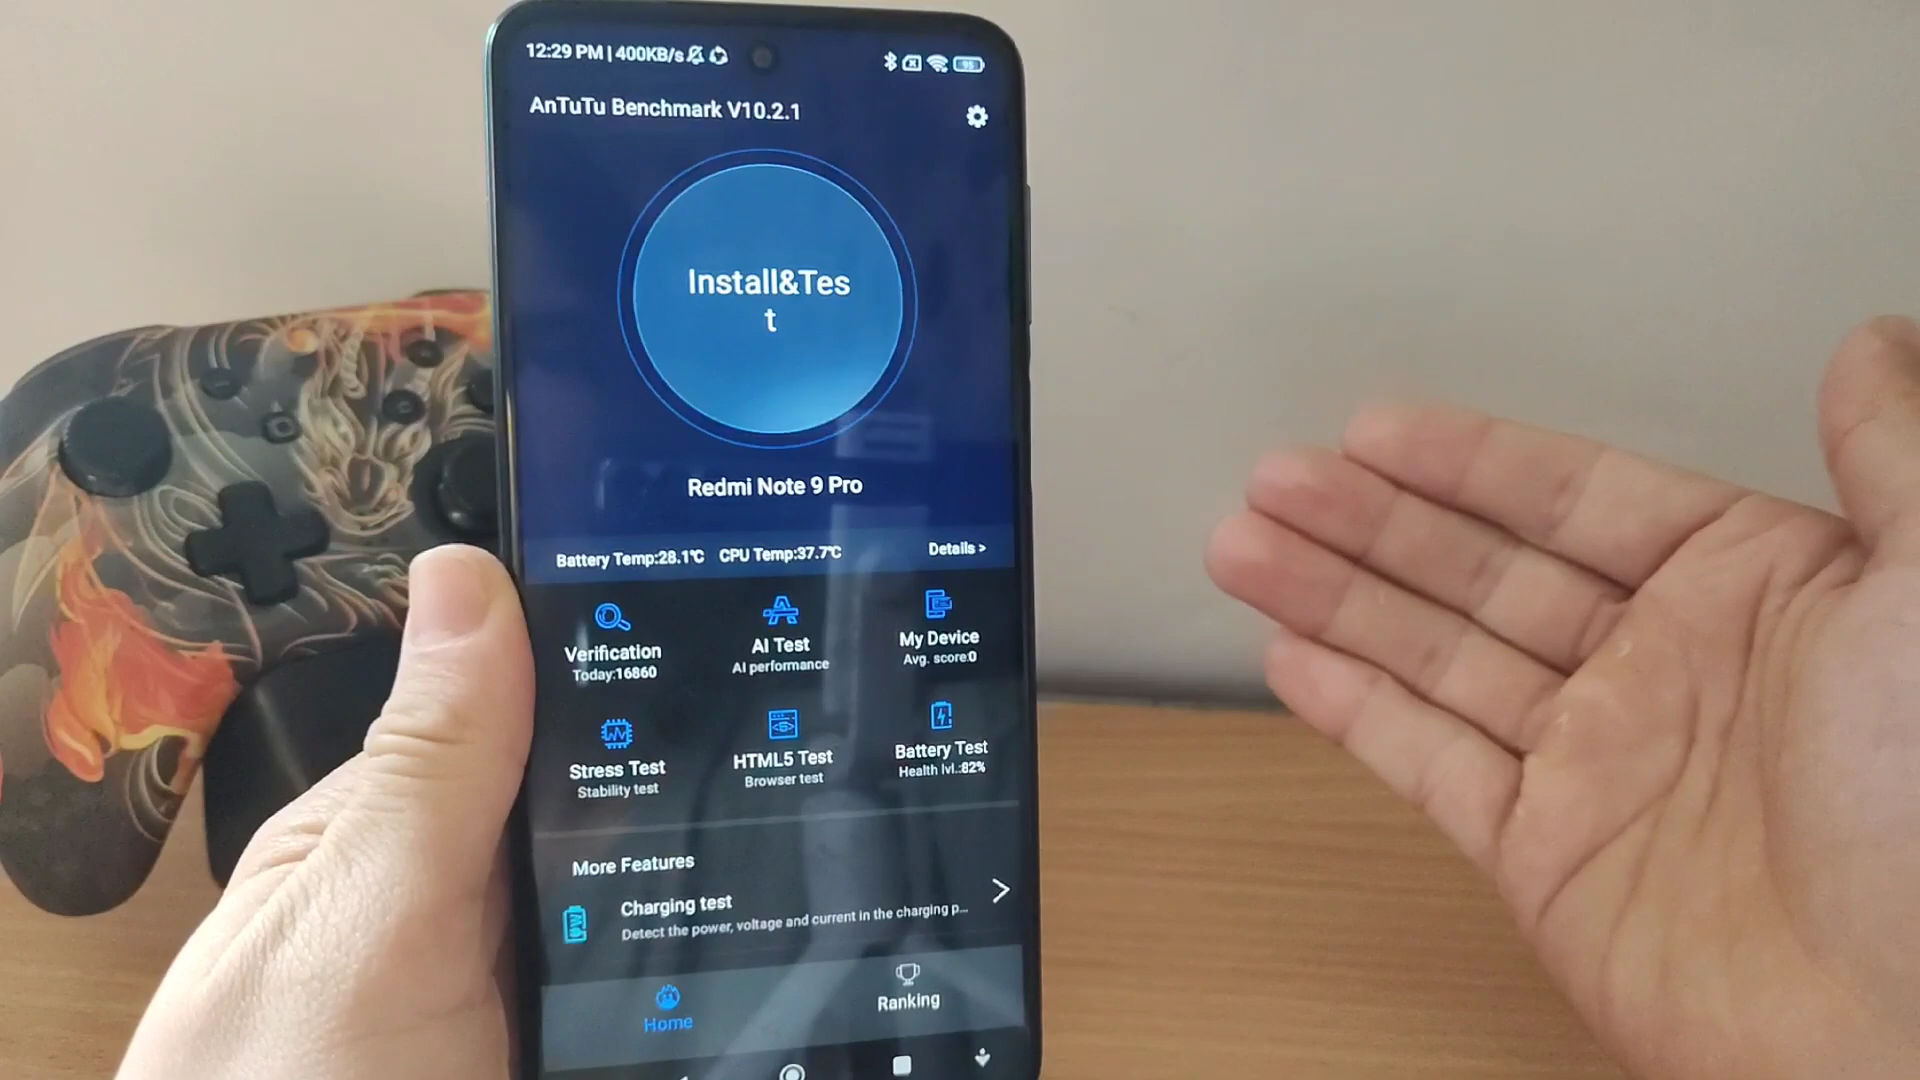 12:29 PM | 400KB/s
95
AnTuTu Benchmark V10.2.1
Install&Tes
t
Redmi Note 9 Pro
Battery Temp:28.1℃ CPU Temp:37.7℃ Details >
Verification
Today:16860
AI Test
AI performance
My Device
Avg. score:0
Stress Test
Stability test
HTML5 Test
Browser test
Battery Test
Health lvl.:82%
More Features
Charging test
Detect the power, voltage and current in the charging p...
Home
Ranking